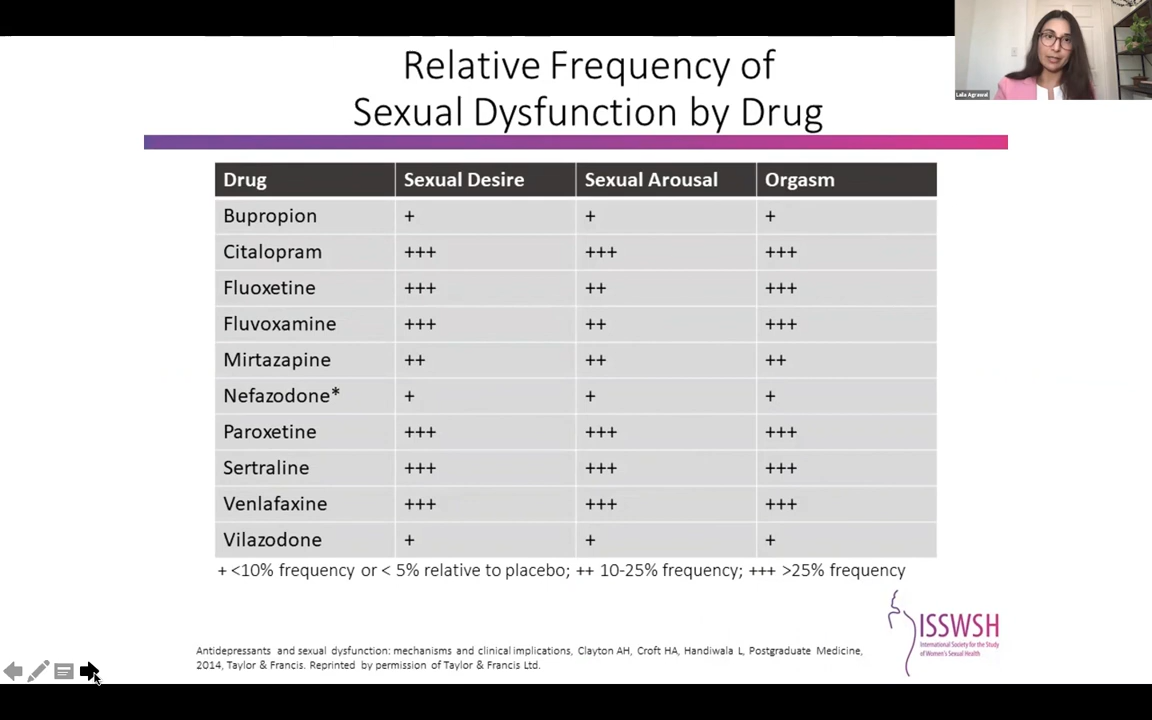 Relative Frequency of
Sexual Dysfunction by Drug
Laila Agrawal
Drug Sexual Desire Sexual Arousal Orgasm
Bupropion + + +
Citalopram +++ +++ +++
Fluoxetine +++ ++ +++
Fluvoxamine +++ ++ +++
Mirtazapine ++ ++ ++
Nefazodone* + + +
Paroxetine +++ +++ +++
Sertraline +++ +++ +++
Venlafaxine +++ +++ +++
Vilazodone + + +
+ <10% frequency or < 5% relative to placebo; ++ 10-25% frequency; +++ >25% frequency
ISSWSH
International Society for the Study
of Women's Sexual Health
Antidepressants and sexual dysfunction: mechanisms and clinical implications, Clayton AH, Croft HA, Handiwala L, Postgraduate Medicine,
2014, Taylor & Francis. Reprinted by permission of Taylor & Francis Ltd.